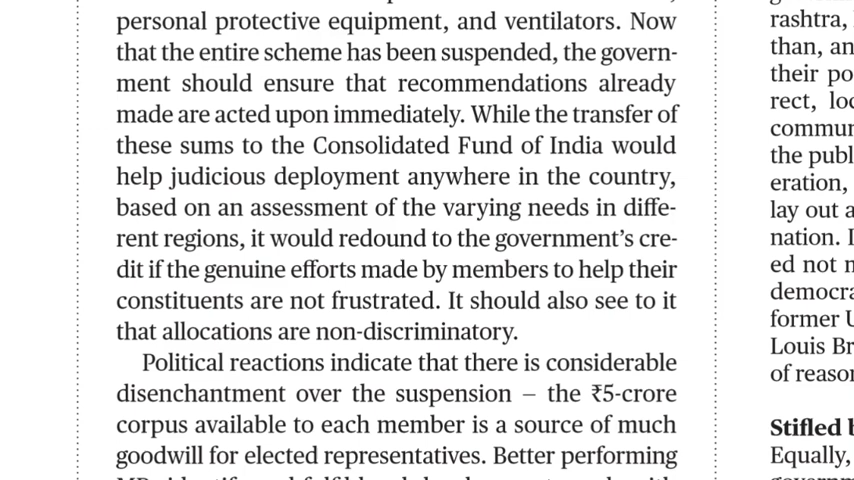 personal protective equipment, and ventilators. Now
that the entire scheme has been suspended, the govern-
ment should ensure that recommendations already
made are acted upon immediately. While the transfer of
these sums to the Consolidated Fund of India would
help judicious deployment anywhere in the country,
based on an assessment of the varying needs in diffe-
rent regions, it would redound to the government's cre-
dit if the genuine efforts made by members to help their
constituents are not frustrated. It should also see to it
that allocations are non-discriminatory.
Political reactions indicate that there is considerable
disenchantment over the suspension – the ₹5-crore
corpus available to each member is a source of much
goodwill for elected representatives. Better performing
rashtra,
than, an
their po
rect, loc
commun
the publ
eration,
lay out a
nation. I
ed not n
democra
former U
Louis Br
of reason
Stifled b
Equally,